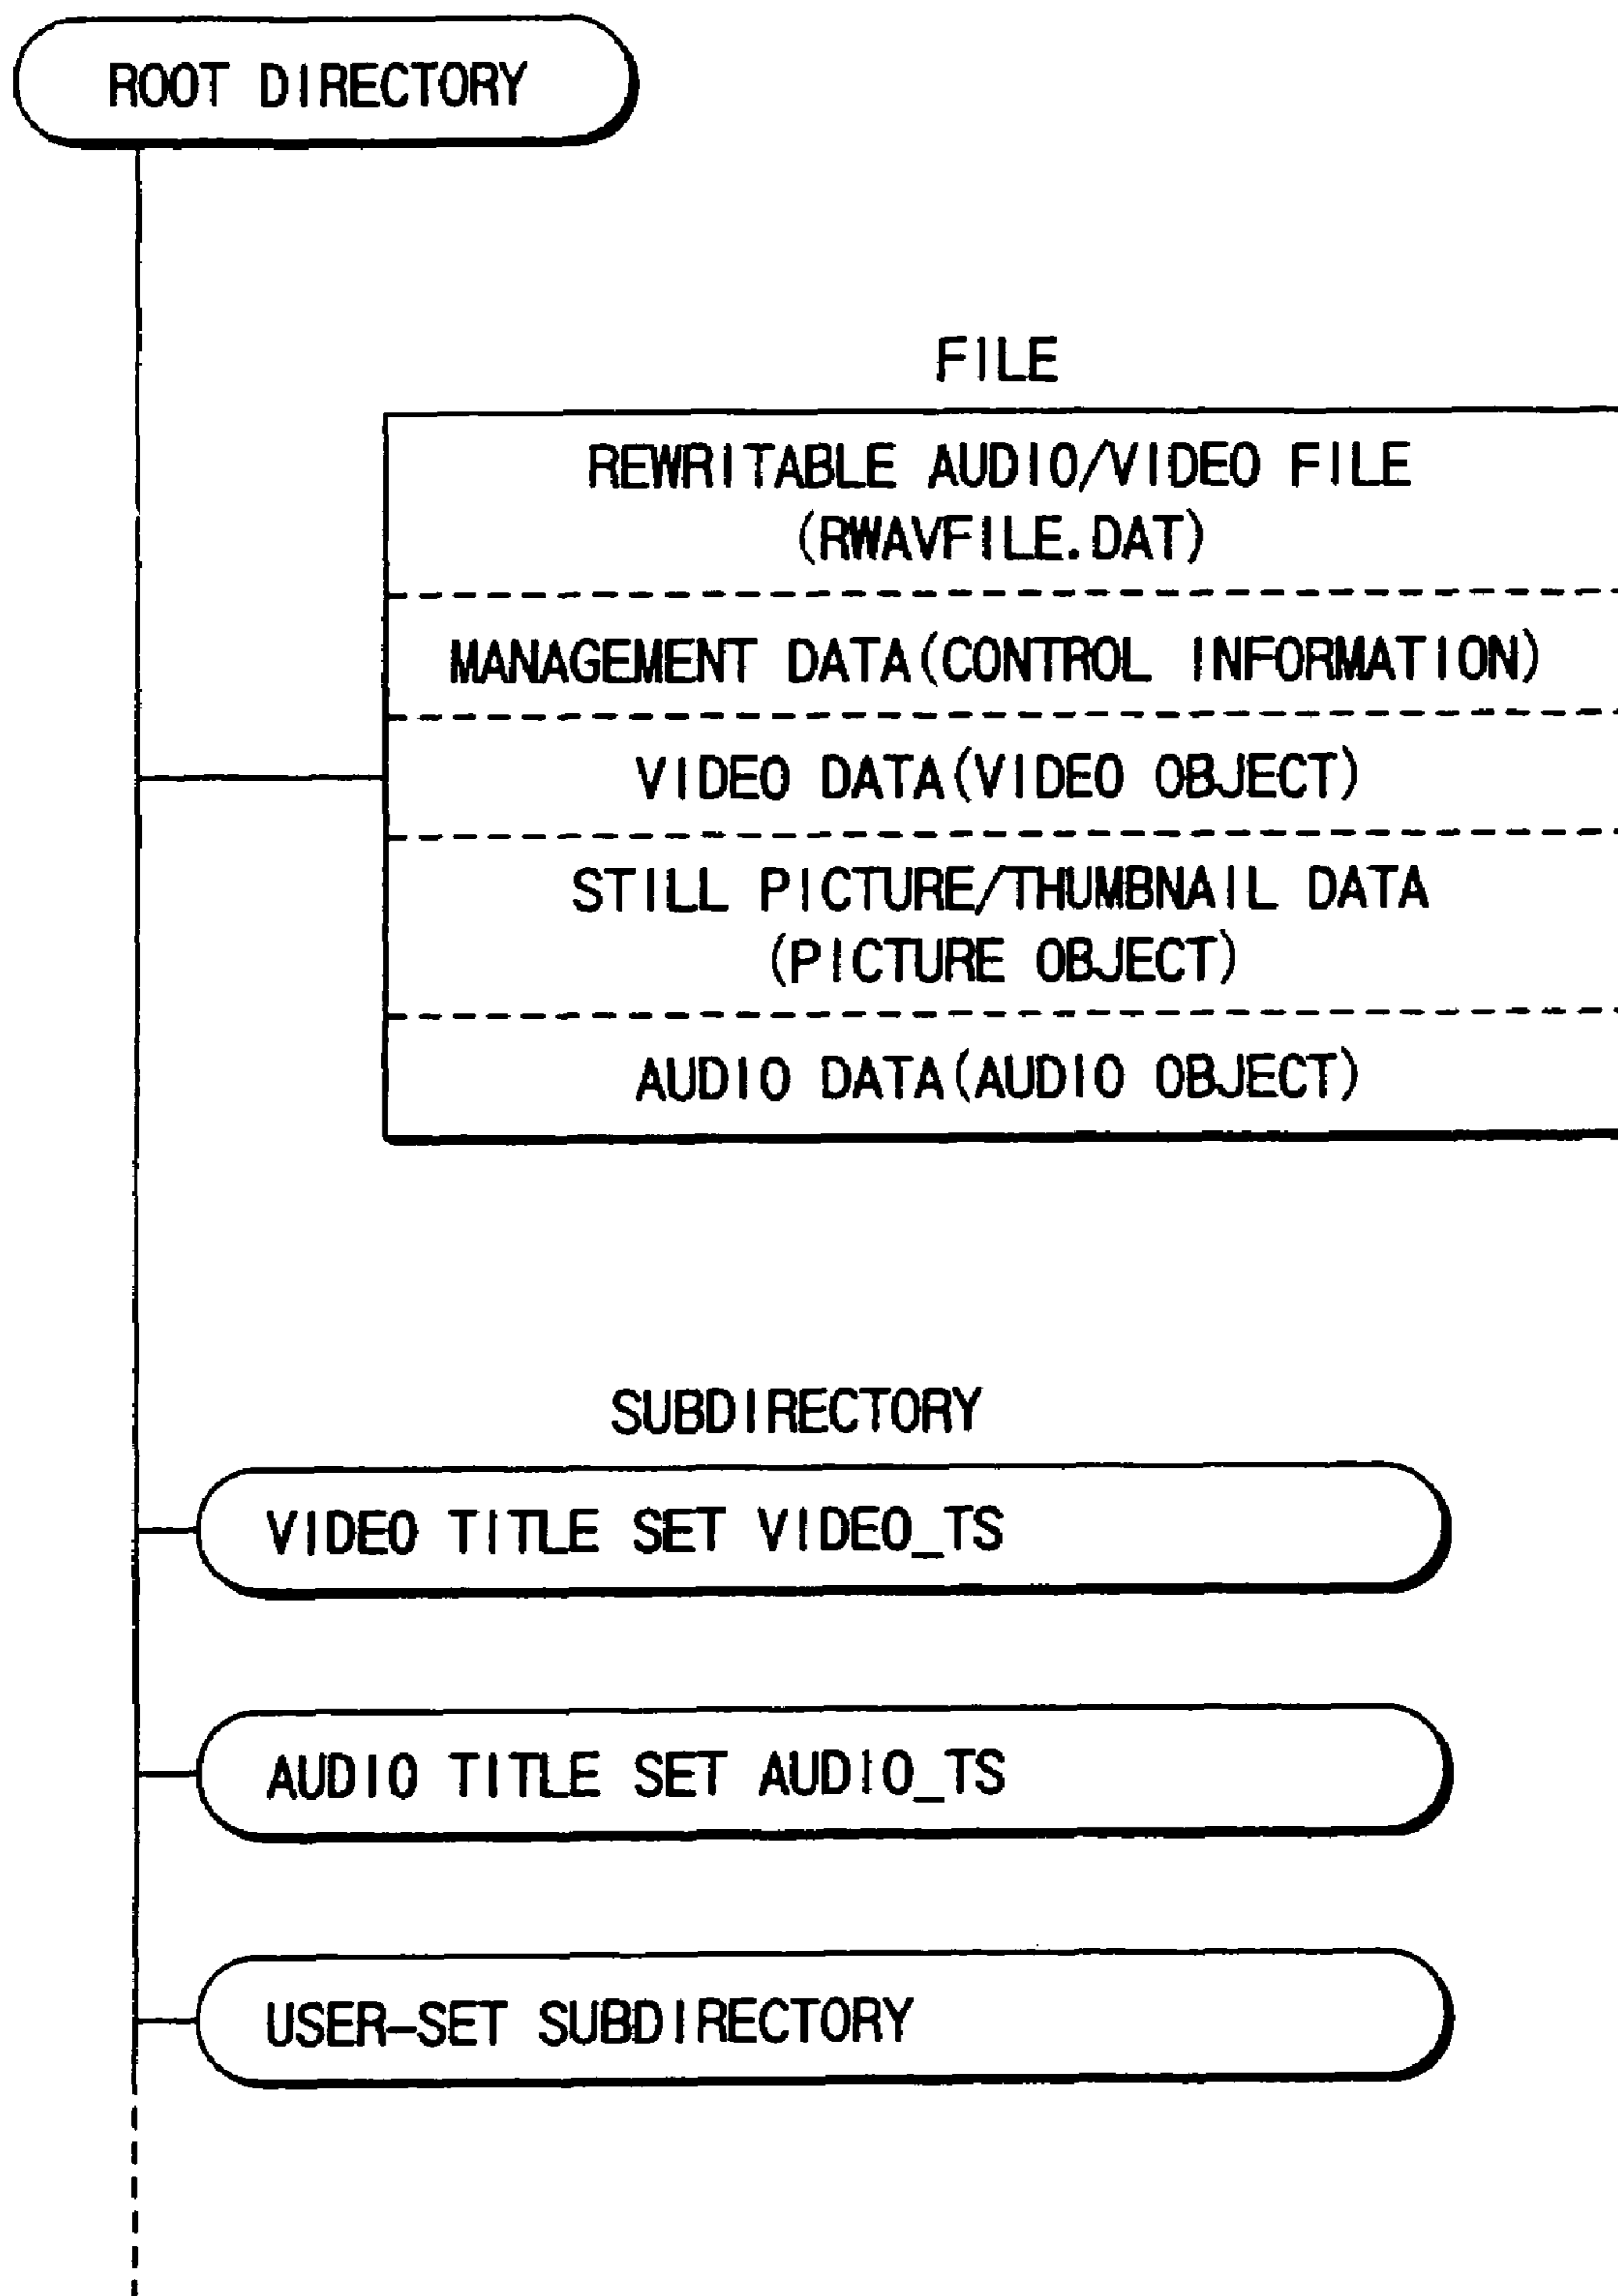 ROOT DIRECTORY
FILE
REWRITABLE AUDIO/VIDEO FILE
(RWAVFILE.DAT)
MANAGEMENT DATA(CONTROL INFORMATION)
VIDEO DATA(VIDEO OBJECT)
STILL PICTURE/THUMBNAIL DATA
(PICTURE OBJECT)
AUDIO DATA(AUDIO OBJECT)
SUBDIRECTORY
VIDEO TITLE SET VIDEO_TS
AUDIO TITLE SET AUDIO_TS
USER-SET SUBDIRECTORY